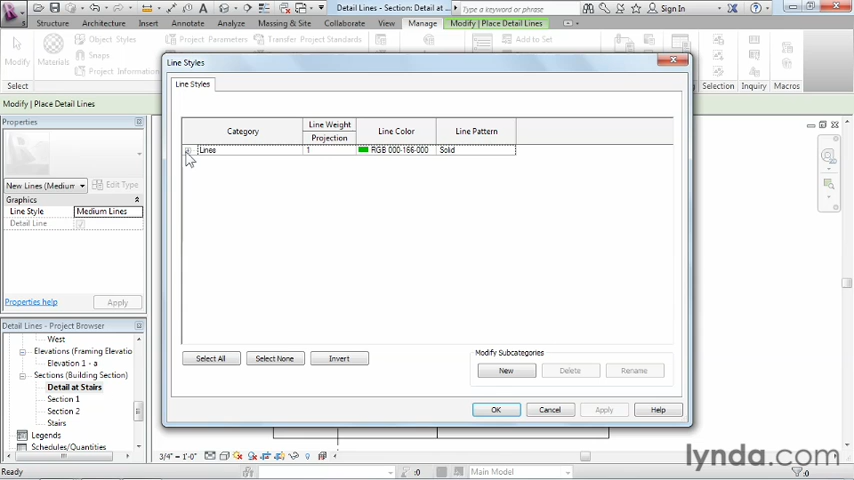 Detail Lines - Section: Detail at ...
Type a keyword or phrase
Sign In
Structure Architecture Insert Annotate Analyze Massing & Site Collaborate View Manage Modify | Place Detail Lines
Modify
Materials
Object Styles
Snaps
Project Information
Project Parameters
Transfer Project Standards
Add to Set
Select
Selection Inquiry Macros
Modify | Place Detail Lines
Properties
New Lines (Medium
Edit Type
Graphics
Line Style Medium Lines
Detail Line
Properties help
Apply
Detail Lines - Project Browser
West
Elevations (Framing Elevatio
Elevation 1 - a
Sections (Building Section)
Detail at Stairs
Section 1
Section 2
Stairs
Legends
Schedules/Quantities
Line Styles
Line Styles
Category
Line Weight
Projection
Line Color
Line Pattern
Lines 1 RGB 000-166-000 Solid
Select All
Select None
Invert
Modify Subcategories
New
Delete
Rename
OK
Cancel
Apply
Help
3/4" = 1'-0"
Ready
:0
Main Model
:0
lynda.com